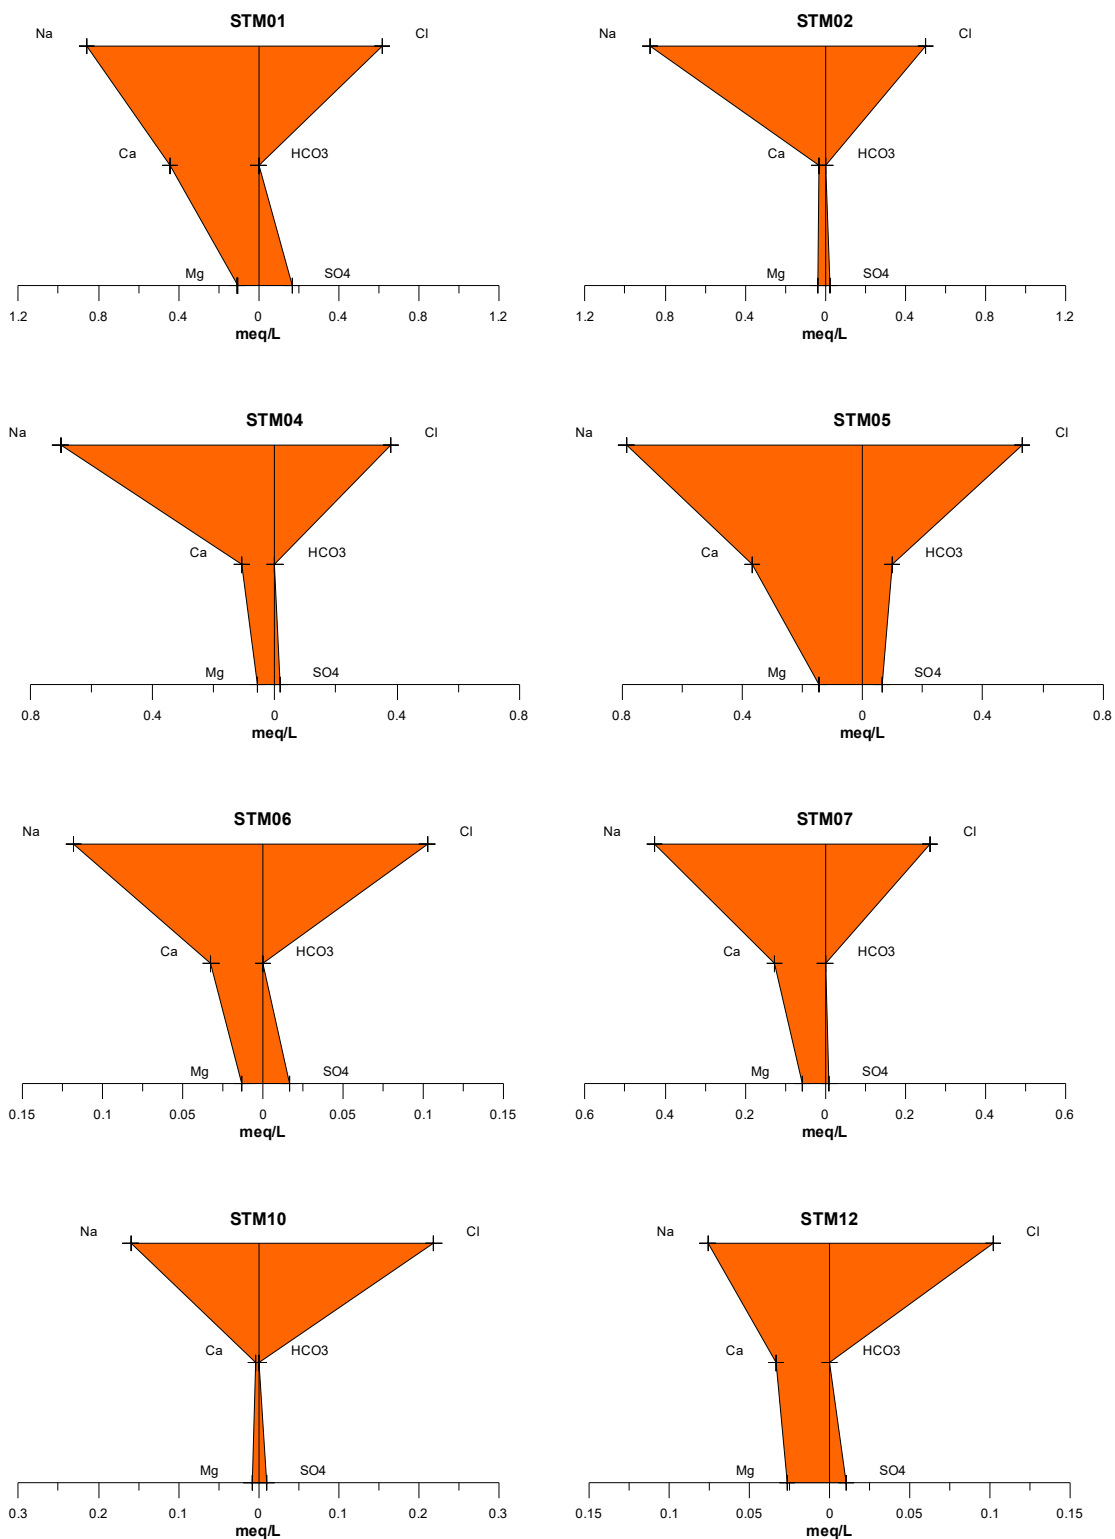 STM01
Na
Cl
Ca
HCO3
Mg
SO4
1.2 0.8 0.4 0 0.4 0.8 1.2
meq/L
STM02
Na
Cl
Ca
HCO3
Mg
SO4
1.2 0.8 0.4 0 0.4 0.8 1.2
meq/L
STM04
Na
Cl
Ca
HCO3
Mg
SO4
0.8 0.4 0 0.4 0.8
meq/L
STM05
Na
Cl
Ca
HCO3
Mg
SO4
0.8 0.4 0 0.4 0.8
meq/L
STM06
Na
Cl
Ca
HCO3
Mg
SO4
0.15 0.1 0.05 0 0.05 0.1 0.15
meq/L
STM07
Na
Cl
Ca
HCO3
Mg
SO4
0.6 0.4 0.2 0 0.2 0.4 0.6
meq/L
STM10
Na
Cl
Ca
HCO3
Mg
SO4
0.3 0.2 0.1 0 0.1 0.2 0.3
meq/L
STM12
Na
Cl
Ca
HCO3
Mg
SO4
0.15 0.1 0.05 0 0.05 0.1 0.15
meq/L